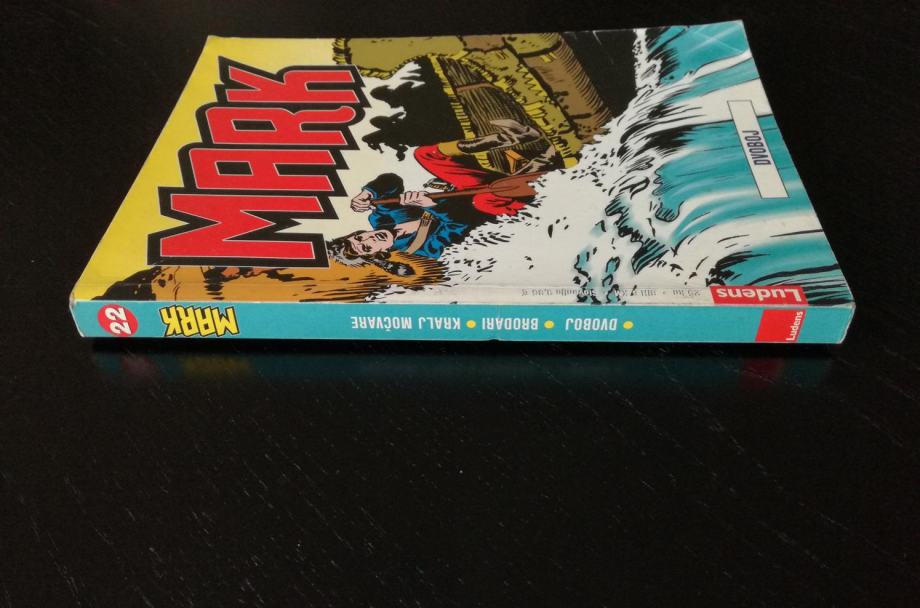 MARK
DVOBOJ
Ludens
22
MARK
DVOBOJ • BRODARI • KRALJ MOČVARE
Ludens